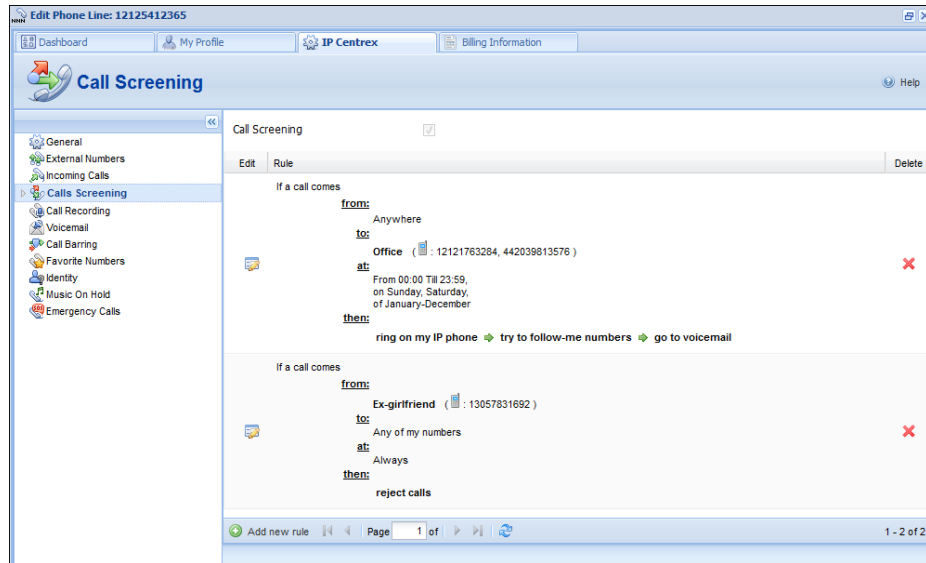 Edit Phone Line: 12125412365
Dashboard My Profile IP Centrex Billing Information
Call Screening
Help
General
External Numbers
Incoming Calls
Calls Screening
Call Recording
Voicemail
Call Barring
Favorite Numbers
Identity
Music On Hold
Emergency Calls
Call Screening
Edit Rule Delete
If a call comes
from:
Anywhere
to:
Office ( : 12121763284, 442039813576 )
at:
From 00:00 Till 23:59,
on Sunday, Saturday,
of January-December
then:
ring on my IP phone try to follow-me numbers go to voicemail
If a call comes
from:
Ex-girlfriend ( : 13057831692 )
to:
Any of my numbers
at:
Always
then:
reject calls
Add new rule Page 1 of 1 - 2 of 2